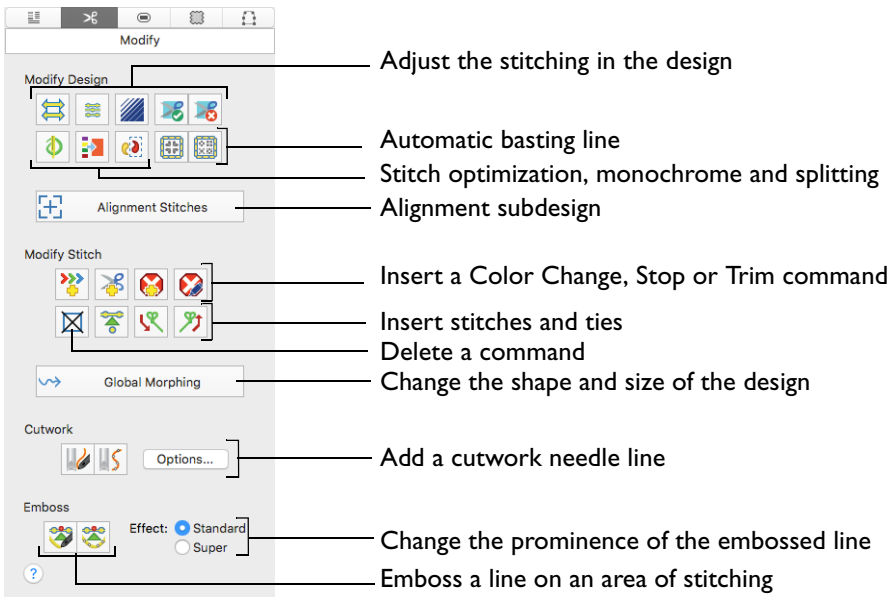 Modify
Adjust the stitching in the design
Modify Design
Automatic basting line
Stitch optimization, monochrome and splitting
Alignment Stitches
Alignment subdesign
Modify Stitch
Insert a Color Change, Stop or Trim command
Insert stitches and ties
Delete a command
Global Morphing
Change the shape and size of the design
Cutwork
Options...
Add a cutwork needle line
Emboss
Effect: Standard
Super
Change the prominence of the embossed line
?
Emboss a line on an area of stitching